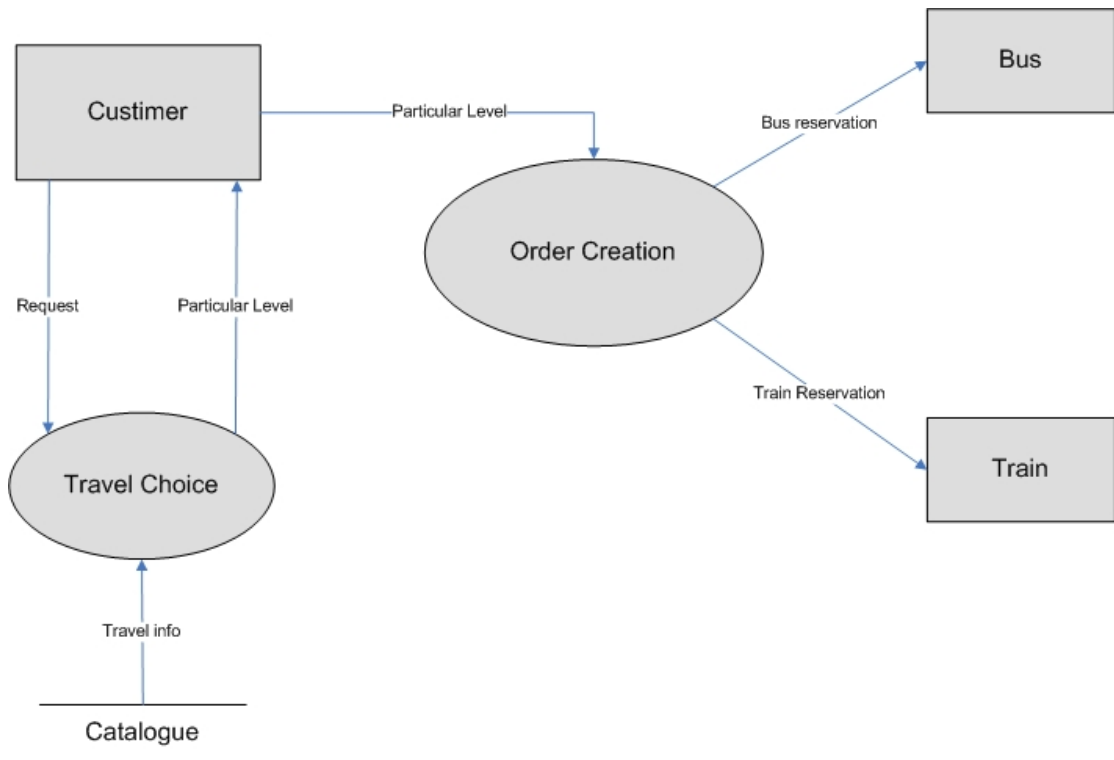 Bus
Custimer
Particular Level
Bus reservation
Order Creation
Request
Particular Level
Train Reservation
Train
Travel Choice
Travel info
Catalogue